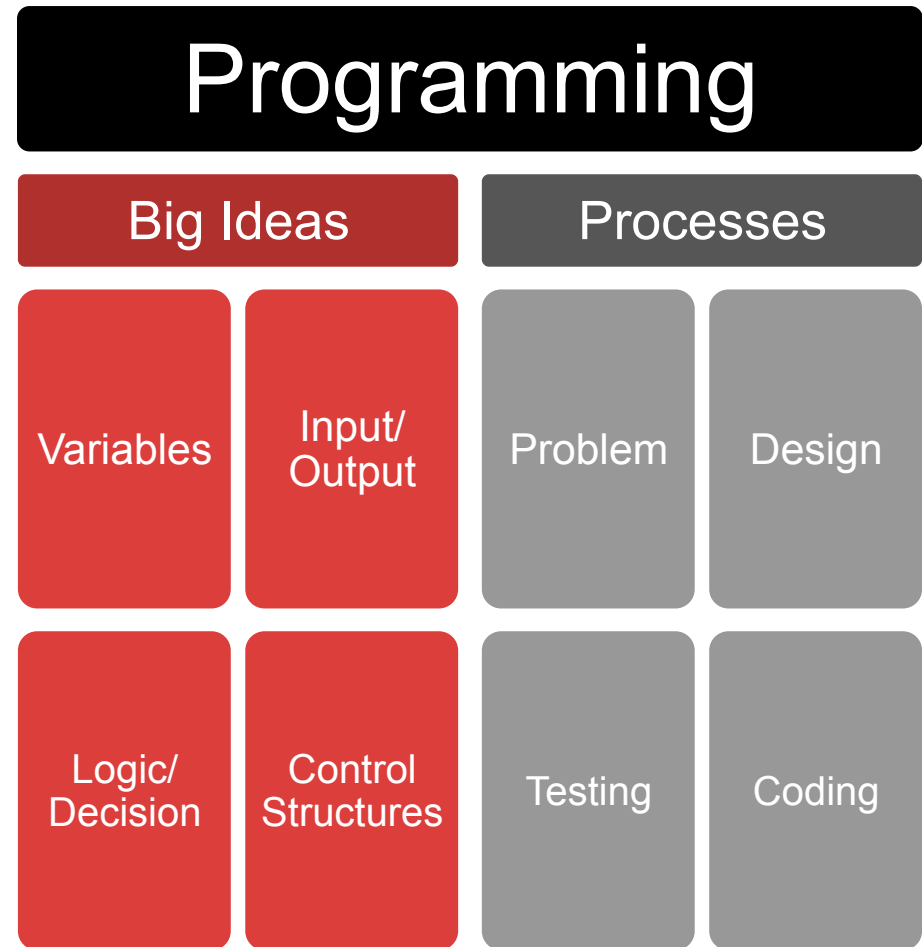 Programming
Big Ideas
Processes
Variables
Input/
Output
Problem
Design
Logic/
Decision
Control
Structures
Testing
Coding